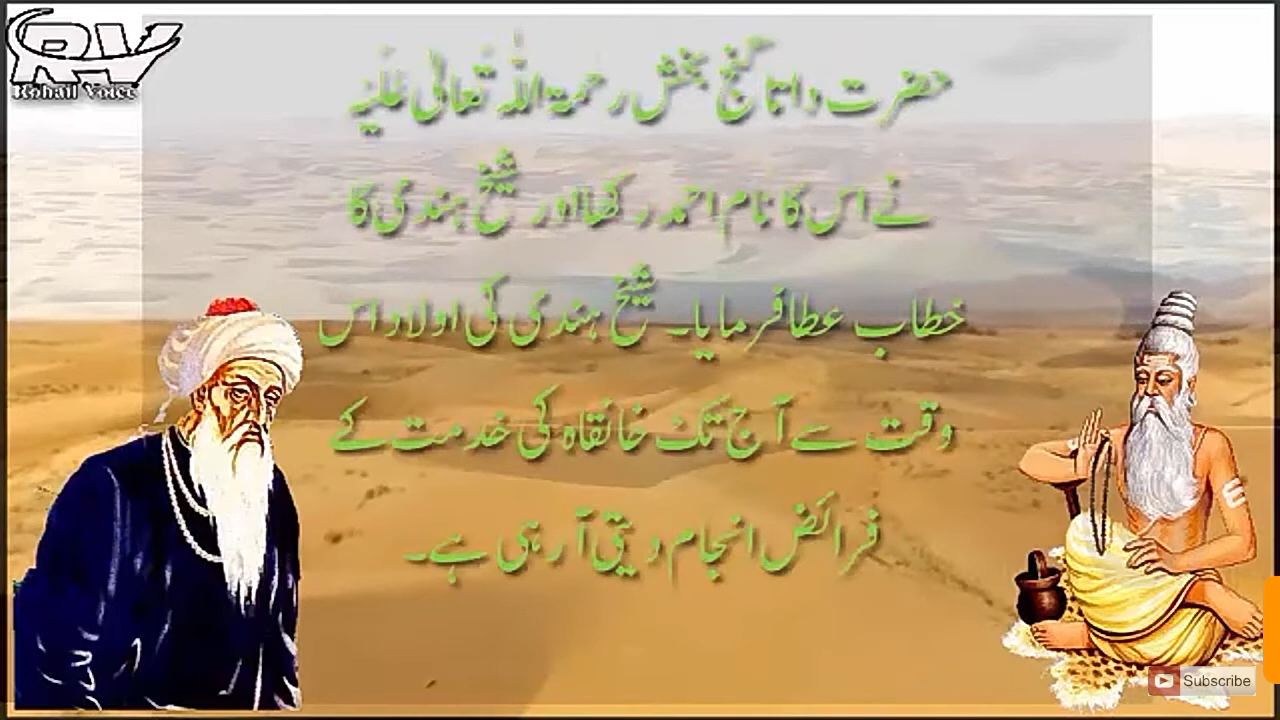 RV
Rohail Voice
حضرت داتا گنج بخش رحمۃ اللہ تعالٰی علیہ
نے اس کا نام احمد رکھا اور شیخ ہندی کا
خطاب عطا فرمایا۔ شیخ ہندی کی اولاد اس
وقت سے آج تک خانقاہ کی خدمت کے
فرائض انجام دیتی آ رہی ہے۔
Subscribe